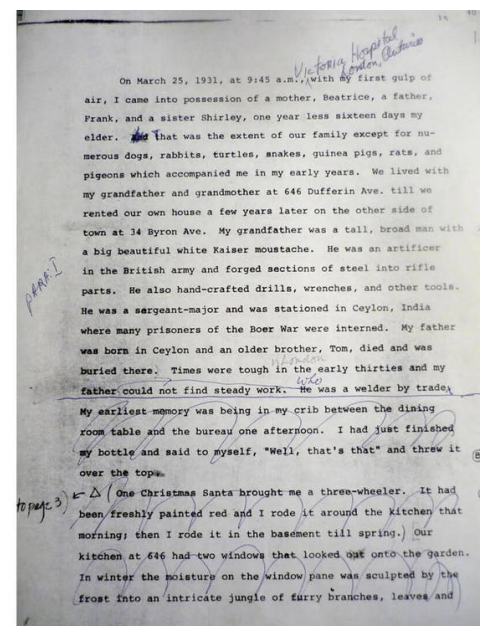 Victoria Hospital
London, Ontario
On March 25, 1931, at 9:45 a.m., with my first gulp of
air, I came into possession of a mother, Beatrice, a father,
Frank, and a sister Shirley, one year less sixteen days my
elder. That was the extent of our family except for nu-
merous dogs, rabbits, turtles, snakes, guinea pigs, rats, and
pigeons which accompanied me in my early years. We lived with
my grandfather and grandmother at 646 Dufferin Ave. till we
rented our own house a few years later on the other side of
town at 34 Byron Ave. My grandfather was a tall, broad man with
a big beautiful white Kaiser moustache. He was an artificer
in the British army and forged sections of steel into rifle
PARA: I
parts. He also hand-crafted drills, wrenches, and other tools.
He was a sergeant-major and was stationed in Ceylon, India
where many prisoners of the Boer War were interned. My father
was born in Ceylon and an older brother, Tom, died and was
in London
buried there. Times were tough in the early thirties and my
who
father could not find steady work. He was a welder by trade.
My earliest memory was being in my crib between the dining
room table and the bureau one afternoon. I had just finished
my bottle and said to myself, "Well, that's that" and threw it
over the top.
to page 3) ← △ (One Christmas Santa brought me a three-wheeler. It had
been freshly painted red and I rode it around the kitchen that
morning; then I rode it in the basement till spring.) Our
kitchen at 646 had two windows that looked out onto the garden.
In winter the moisture on the window pane was sculpted by the
frost into an intricate jungle of furry branches, leaves and